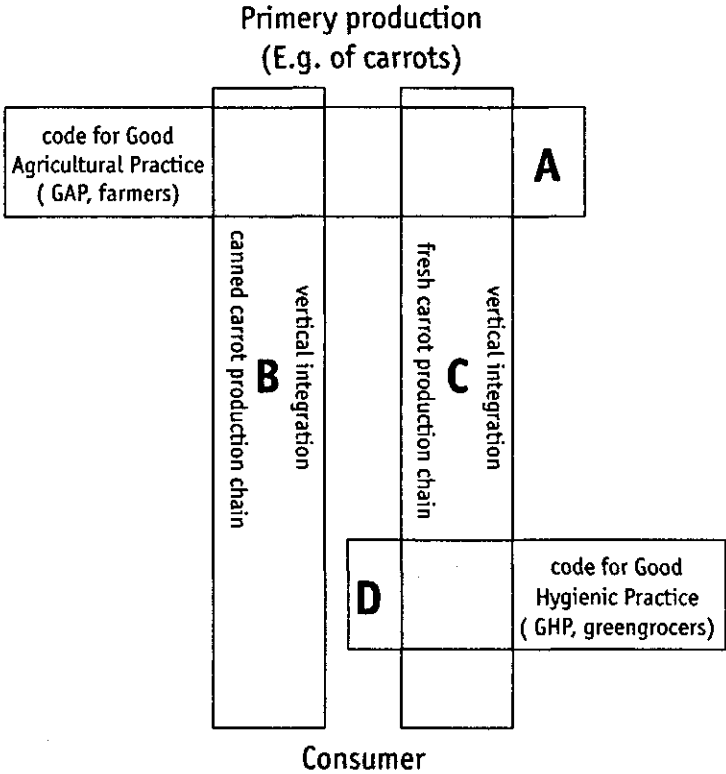 Primery production
(E.g. of carrots)
code for Good
Agricultural Practice
( GAP, farmers)
A
canned carrot production chain
B
vertical integration
fresh carrot production chain
C
vertical integration
D
code for Good
Hygienic Practice
( GHP, greengrocers)
Consumer